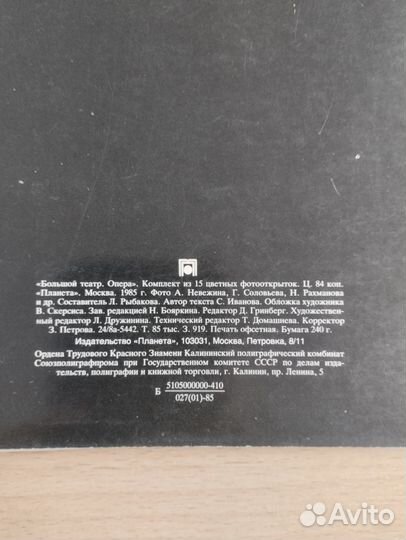 «Большой театр. Опера». Комплект из 15 цветных фотооткрыток. Ц. 84 коп.
«Планета». Москва. 1985 г. Фото А. Невежина, Г. Соловьева, Н. Рахманова
и др. Составитель Л. Рыбакова. Автор текста С. Иванова. Обложка художника
В. Скерсиса. Зав. редакцией Н. Бояркина. Редактор Д. Гринберг. Художествен-
ный редактор Л. Дружинина. Технический редактор Т. Домашнева. Корректор
З. Петрова. 24/8а-5442. Т. 85 тыс. З. 919. Печать офсетная. Бумага 240 г.
Издательство «Планета», 103031, Москва, Петровка, 8/11
Ордена Трудового Красного Знамени Калининский полиграфический комбинат
Союзполиграфпрома при Государственном комитете СССР по делам изда-
тельств, полиграфии и книжной торговли, г. Калинин, пр. Ленина, 5
Б 5105000000-410
027(01)-85
Avito